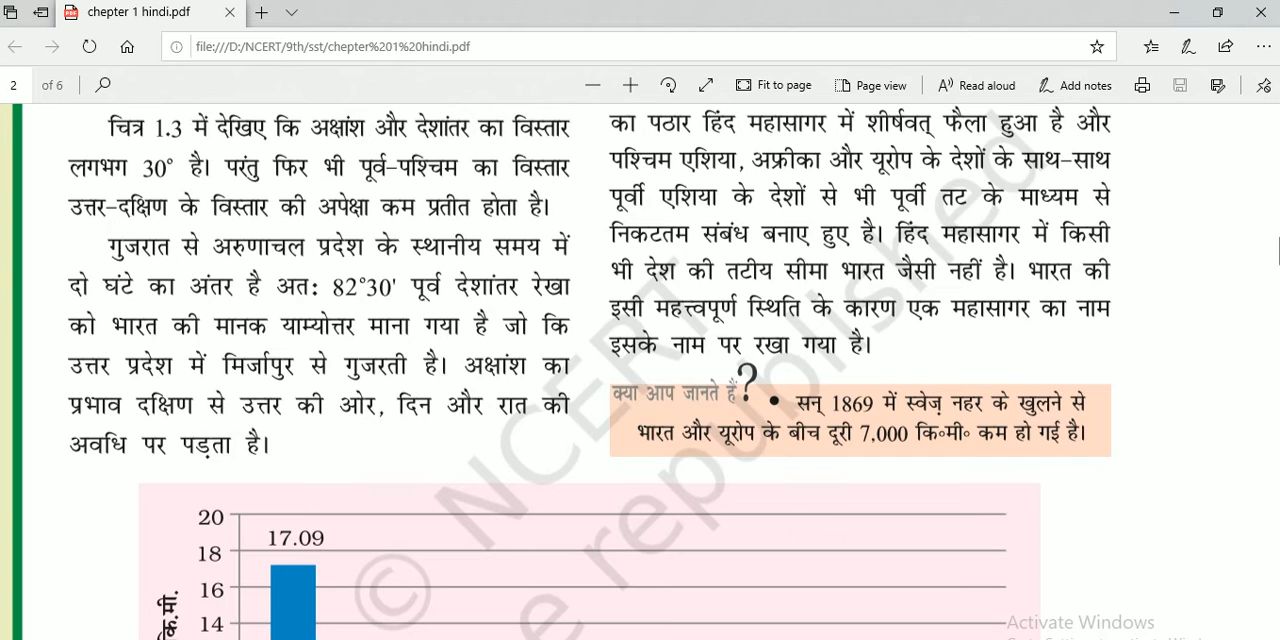 chepter 1 hindi.pdf
file:///D:/NCERT/9th/sst/chepter%201%20hindi.pdf
2 of 6
Fit to page
Page view
Read aloud
Add notes
चित्र 1.3 में देखिए कि अक्षांश और देशांतर का विस्तार
लगभग 30° है। परंतु फिर भी पूर्व-पश्चिम का विस्तार
उत्तर-दक्षिण के विस्तार की अपेक्षा कम प्रतीत होता है।
गुजरात से अरुणाचल प्रदेश के स्थानीय समय में
दो घंटे का अंतर है अतः 82°30' पूर्व देशांतर रेखा
को भारत की मानक याम्योत्तर माना गया है जो कि
उत्तर प्रदेश में मिर्जापुर से गुजरती है। अक्षांश का
प्रभाव दक्षिण से उत्तर की ओर, दिन और रात की
अवधि पर पड़ता है।
का पठार हिंद महासागर में शीर्षवत् फैला हुआ है और
पश्चिम एशिया, अफ्रीका और यूरोप के देशों के साथ-साथ
पूर्वी एशिया के देशों से भी पूर्वी तट के माध्यम से
निकटतम संबंध बनाए हुए है। हिंद महासागर में किसी
भी देश की तटीय सीमा भारत जैसी नहीं है। भारत की
इसी महत्त्वपूर्ण स्थिति के कारण एक महासागर का नाम
इसके नाम पर रखा गया है।
क्या आप जानते हैं? • सन् 1869 में स्वेज़ नहर के खुलने से
भारत और यूरोप के बीच दूरी 7,000 कि॰मी॰ कम हो गई है।
20
17.09
18
16
14
कि.मी.
© NCERT
e republished
Activate Windows